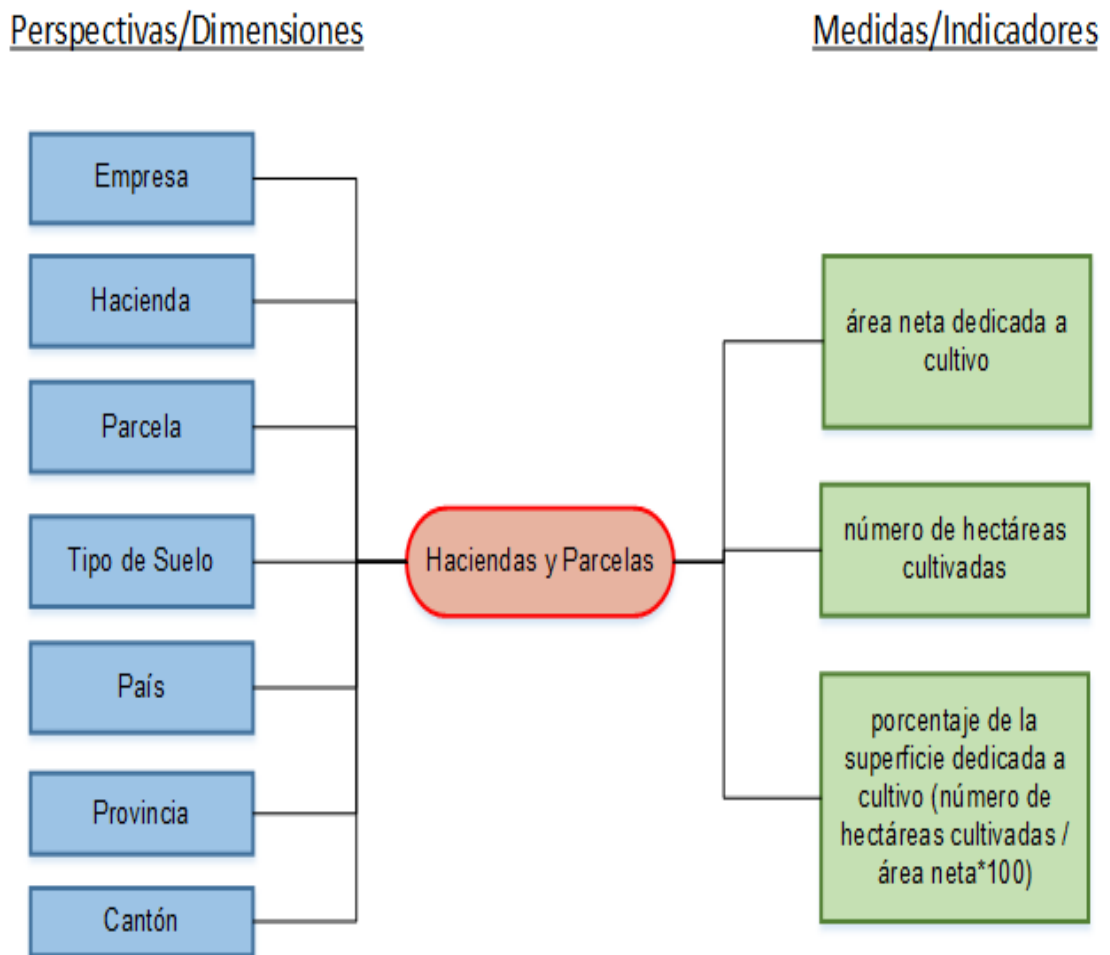 Perspectivas/Dimensiones
Medidas/Indicadores
Empresa
Hacienda
Parcela
Tipo de Suelo
País
Provincia
Cantón
Haciendas y Parcelas
área neta dedicada a
cultivo
número de hectáreas
cultivadas
porcentaje de la
superficie dedicada a
cultivo (número de
hectáreas cultivadas /
área neta*100)